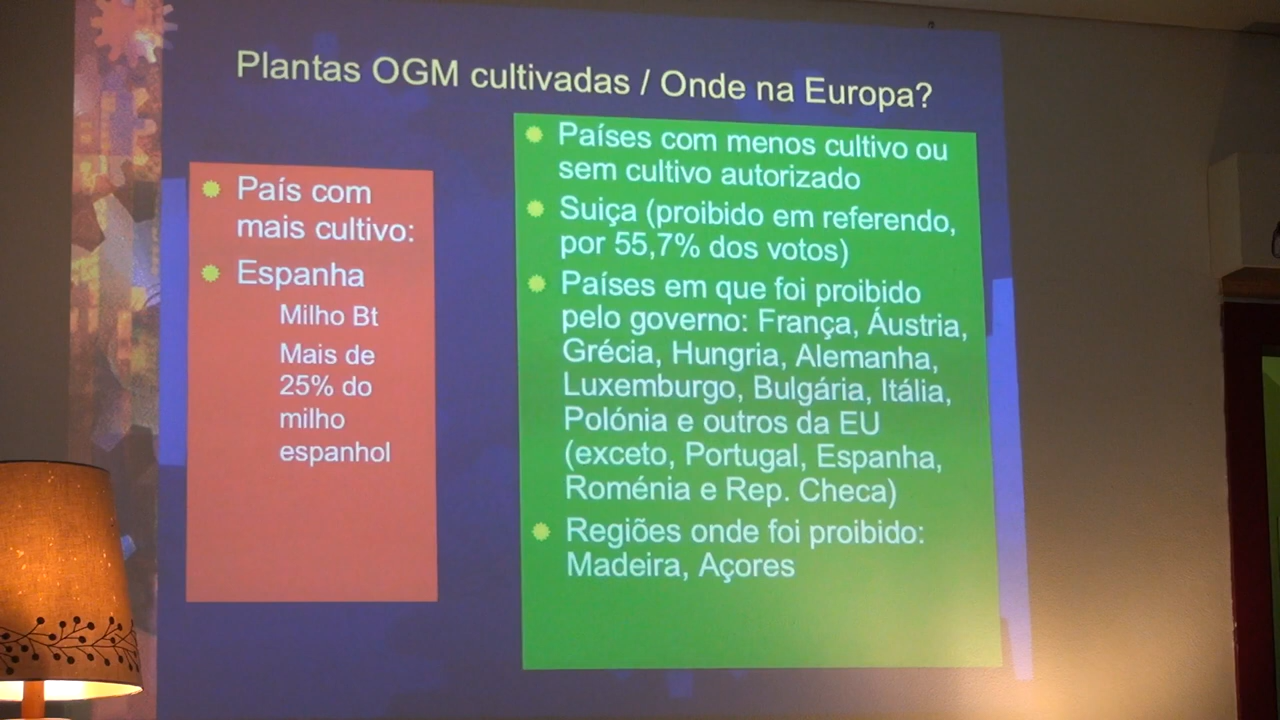 Plantas OGM cultivadas / Onde na Europa?
País com
mais cultivo:
Espanha
Milho Bt
Mais de
25% do
milho
espanhol
Países com menos cultivo ou
sem cultivo autorizado
Suiça (proibido em referendo,
por 55,7% dos votos)
Países em que foi proibido
pelo governo: França, Áustria,
Grécia, Hungria, Alemanha,
Luxemburgo, Bulgária, Itália,
Polónia e outros da EU
(exceto, Portugal, Espanha,
Roménia e Rep. Checa)
Regiões onde foi proibido:
Madeira, Açores